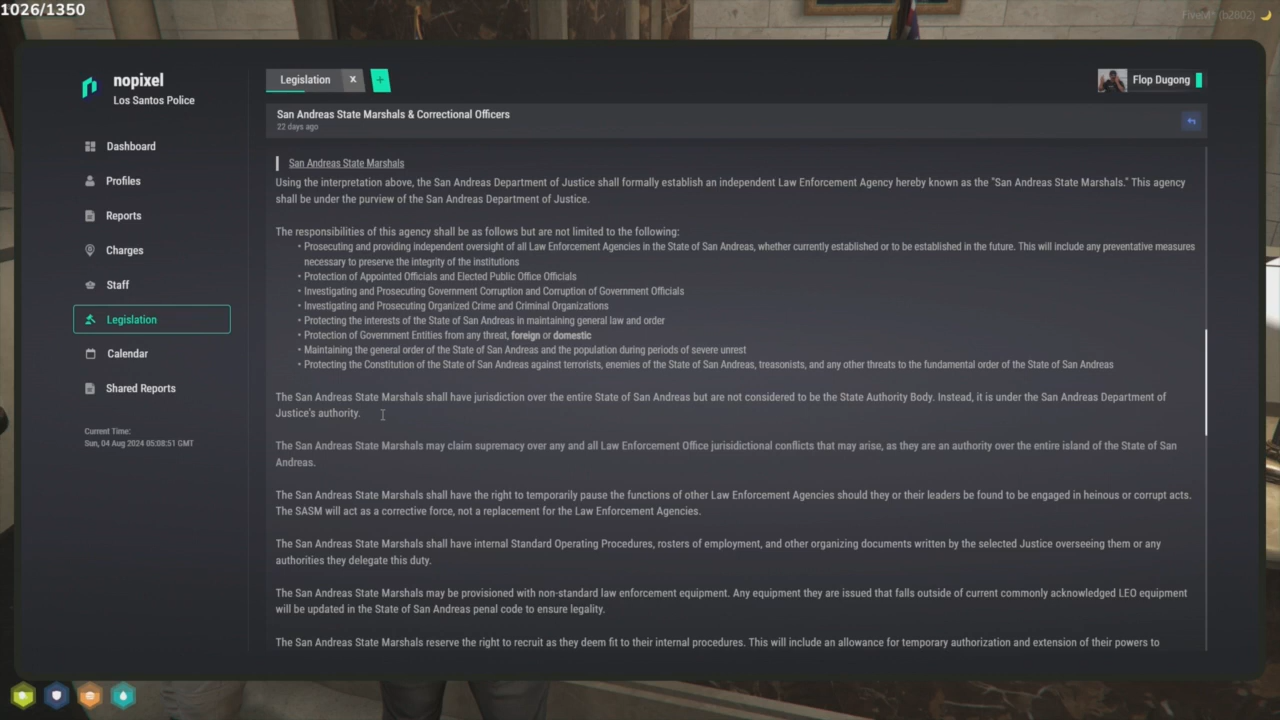 1026/1350
FiveM (b2802)
nopixel
Los Santos Police
Legislation x +
Flop Dugong
San Andreas State Marshals & Correctional Officers
22 days ago
Dashboard
Profiles
Reports
Charges
Staff
Legislation
Calendar
Shared Reports
Current Time:
Sun, 04 Aug 2024 05:08:51 GMT
San Andreas State Marshals
Using the interpretation above, the San Andreas Department of Justice shall formally establish an independent Law Enforcement Agency hereby known as the "San Andreas State Marshals." This agency
shall be under the purview of the San Andreas Department of Justice.
The responsibilities of this agency shall be as follows but are not limited to the following:
• Prosecuting and providing independent oversight of all Law Enforcement Agencies in the State of San Andreas, whether currently established or to be established in the future. This will include any preventative measures
necessary to preserve the integrity of the institutions
• Protection of Appointed Officials and Elected Public Office Officials
• Investigating and Prosecuting Government Corruption and Corruption of Government Officials
• Investigating and Prosecuting Organized Crime and Criminal Organizations
• Protecting the interests of the State of San Andreas in maintaining general law and order
• Protection of Government Entities from any threat, foreign or domestic
• Maintaining the general order of the State of San Andreas and the population during periods of severe unrest
• Protecting the Constitution of the State of San Andreas against terrorists, enemies of the State of San Andreas, treasonists, and any other threats to the fundamental order of the State of San Andreas
The San Andreas State Marshals shall have jurisdiction over the entire State of San Andreas but are not considered to be the State Authority Body. Instead, it is under the San Andreas Department of
Justice's authority.
The San Andreas State Marshals may claim supremacy over any and all Law Enforcement Office jurisidictional conflicts that may arise, as they are an authority over the entire island of the State of San
Andreas.
The San Andreas State Marshals shall have the right to temporarily pause the functions of other Law Enforcement Agencies should they or their leaders be found to be engaged in heinous or corrupt acts.
The SASM will act as a corrective force, not a replacement for the Law Enforcement Agencies.
The San Andreas State Marshals shall have internal Standard Operating Procedures, rosters of employment, and other organizing documents written by the selected Justice overseeing them or any
authorities they delegate this duty.
The San Andreas State Marshals may be provisioned with non-standard law enforcement equipment. Any equipment they are issued that falls outside of current commonly acknowledged LEO equipment
will be updated in the State of San Andreas penal code to ensure legality.
The San Andreas State Marshals reserve the right to recruit as they deem fit to their internal procedures. This will include an allowance for temporary authorization and extension of their powers to